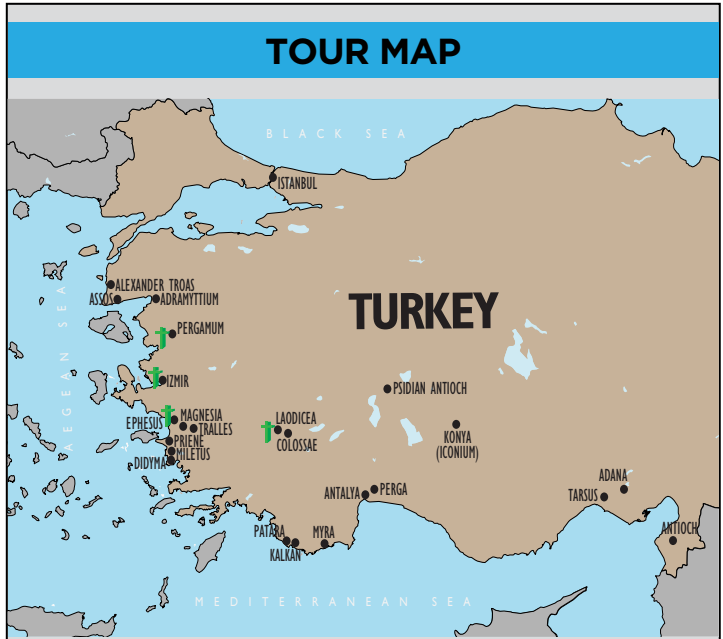 TOUR MAP
BLACK SEA
ISTANBUL
ALEXANDER TROAS
ASSOS
ADRAMYTTIUM
TURKEY
PERGAMUM
AEGEAN SEA
IZMIR
PSIDIAN ANTIOCH
MAGNESIA
EPHESUS
TRALLES
LAODICEA
COLOSSAE
KONYA
(ICONIUM)
PRIENE
MILETUS
DIDYMA
ANTALYA
PERGA
ADANA
TARSUS
PATARA
KALKAN
MYRA
ANTIOCH
MEDITERRANEAN SEA